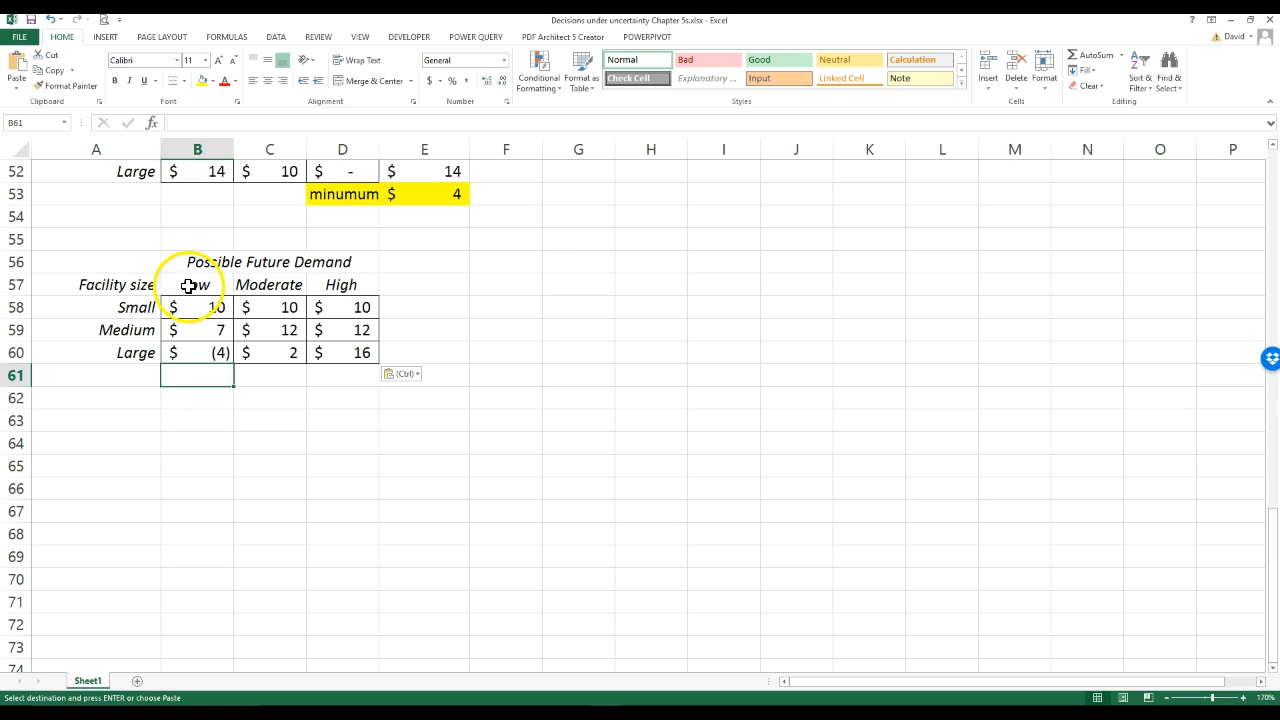 Decisions under uncertainty Chapter 5s.xlsx - Excel
FILE HOME INSERT PAGE LAYOUT FORMULAS DATA REVIEW VIEW DEVELOPER POWER QUERY PDF Architect 5 Creator POWERPIVOT David
Cut
Copy
Format Painter
Paste
Clipboard
Calibri 11
Font
Wrap Text
Merge & Center
Alignment
General
Number
Conditional Formatting
Format as Table
Normal Bad Good Neutral Calculation
Check Cell Explanatory ... Input Linked Cell Note
Styles
Insert Delete Format
Cells
AutoSum
Fill
Clear
Sort & Filter
Find & Select
Editing
B61
A B C D E F G H I J K L M N O P
52 Large $ 14 $ 10 $ - $ 14
53 minumum $ 4
54
55
56 Possible Future Demand
57 Facility size Moderate High
58 Small $ 10 $ 10 $ 10
59 Medium $ 7 $ 12 $ 12
60 Large $ (4) $ 2 $ 16
61 (Ctrl)
62
63
64
65
66
67
68
69
70
71
72
73
74
Sheet1
Select destination and press ENTER or choose Paste 170%